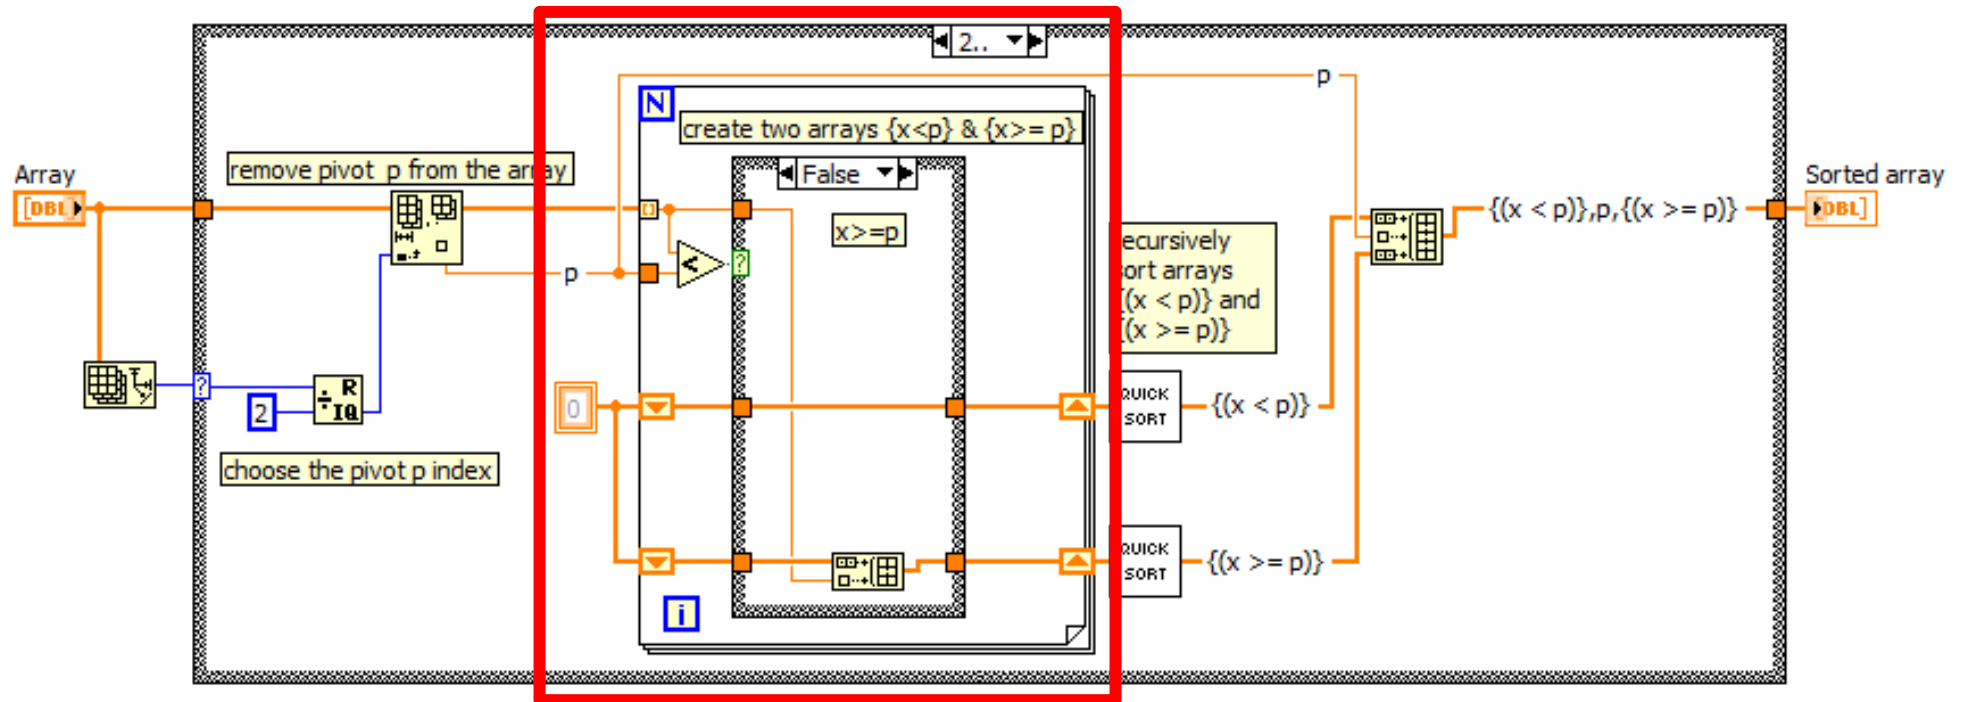 2..
p
N
create two arrays {x<p} & {x>= p}
Array
remove pivot p from the array
False
Sorted array
[DBL]
{(x < p)},p,{(x >= p)}
DBL]
x>=p
<
?
p
ecursively
sort arrays
{(x < p)} and
{(x >= p)}
?
R
IQ
2
0
QUICK
SORT
{(x < p)}
choose the pivot p index
QUICK
SORT
{(x >= p)}
i